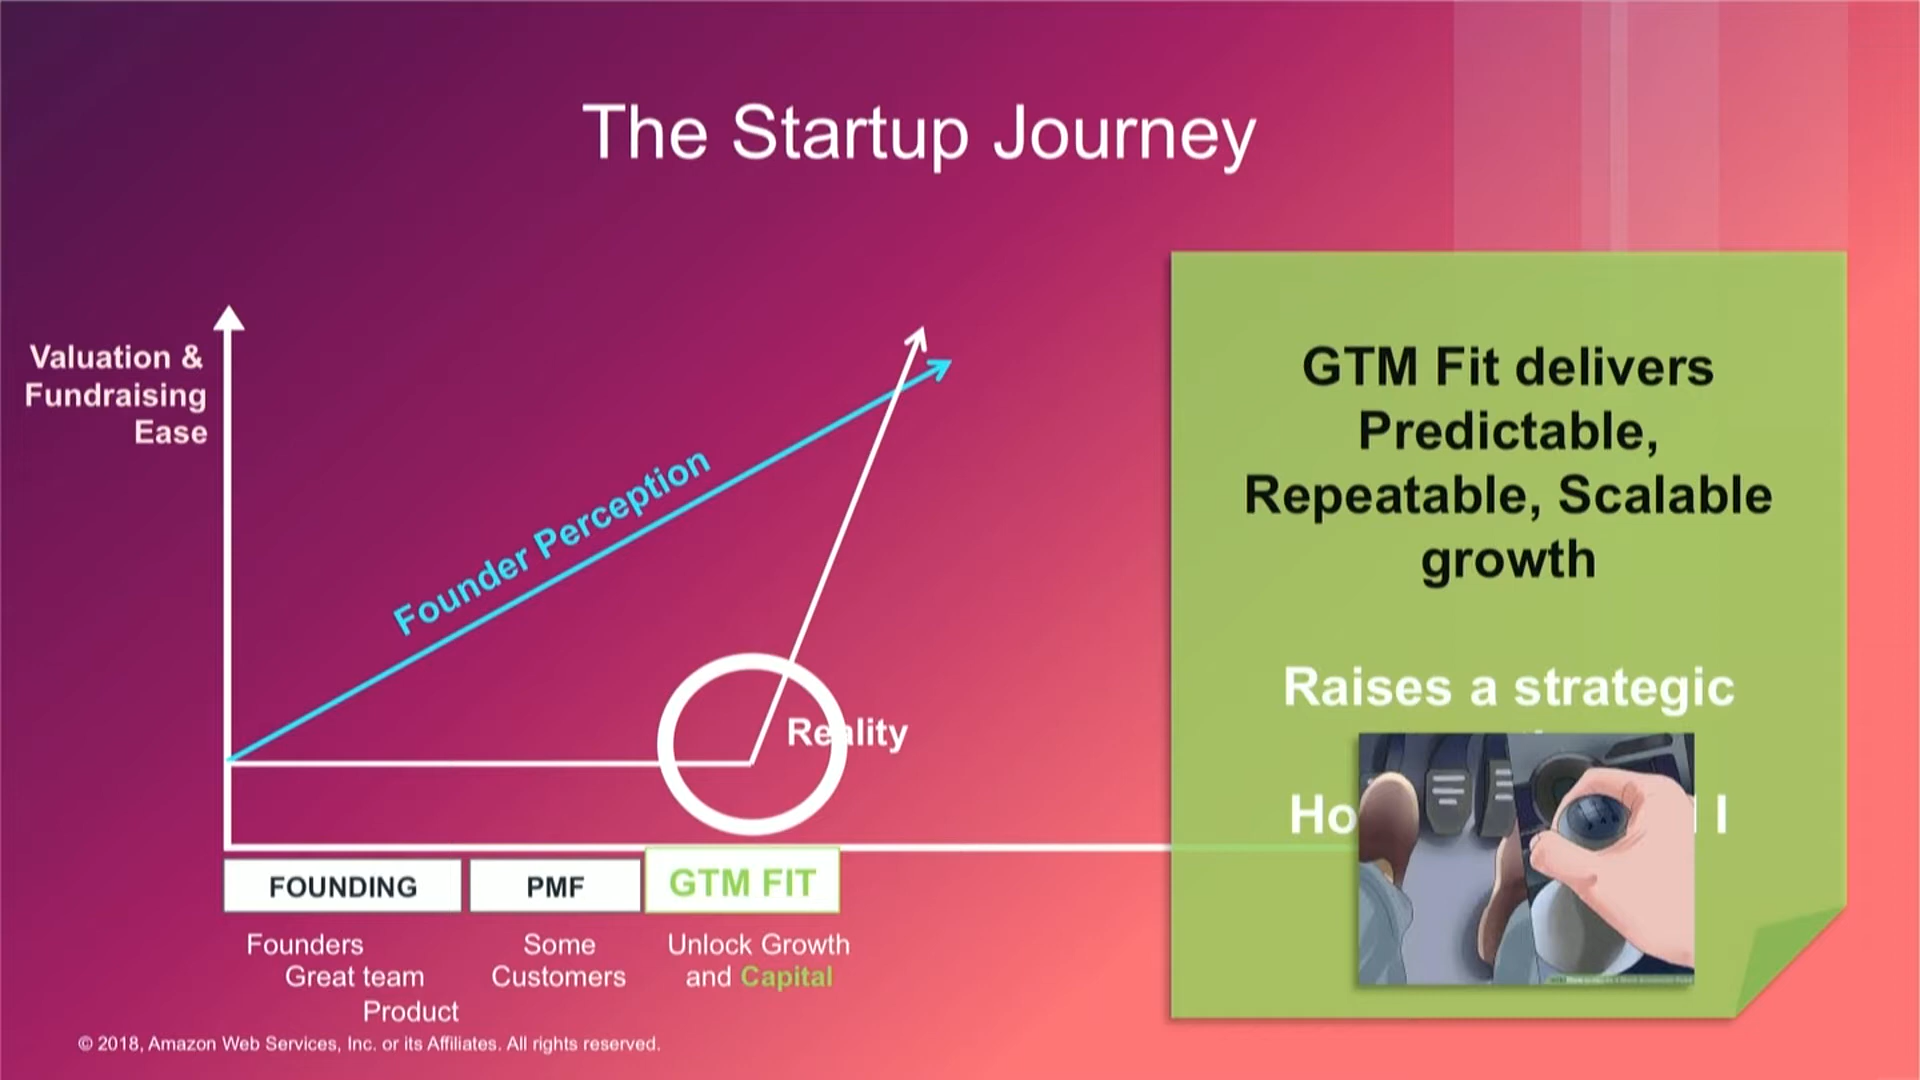 The Startup Journey
Valuation &
Fundraising
Ease
Founder Perception
Reality
FOUNDING
PMF
GTM FIT
Founders
Great team
Product
Some
Customers
Unlock Growth
and Capital
GTM Fit delivers
Predictable,
Repeatable, Scalable
growth
Raises a strategic
I
© 2018, Amazon Web Services, Inc. or its Affiliates. All rights reserved.